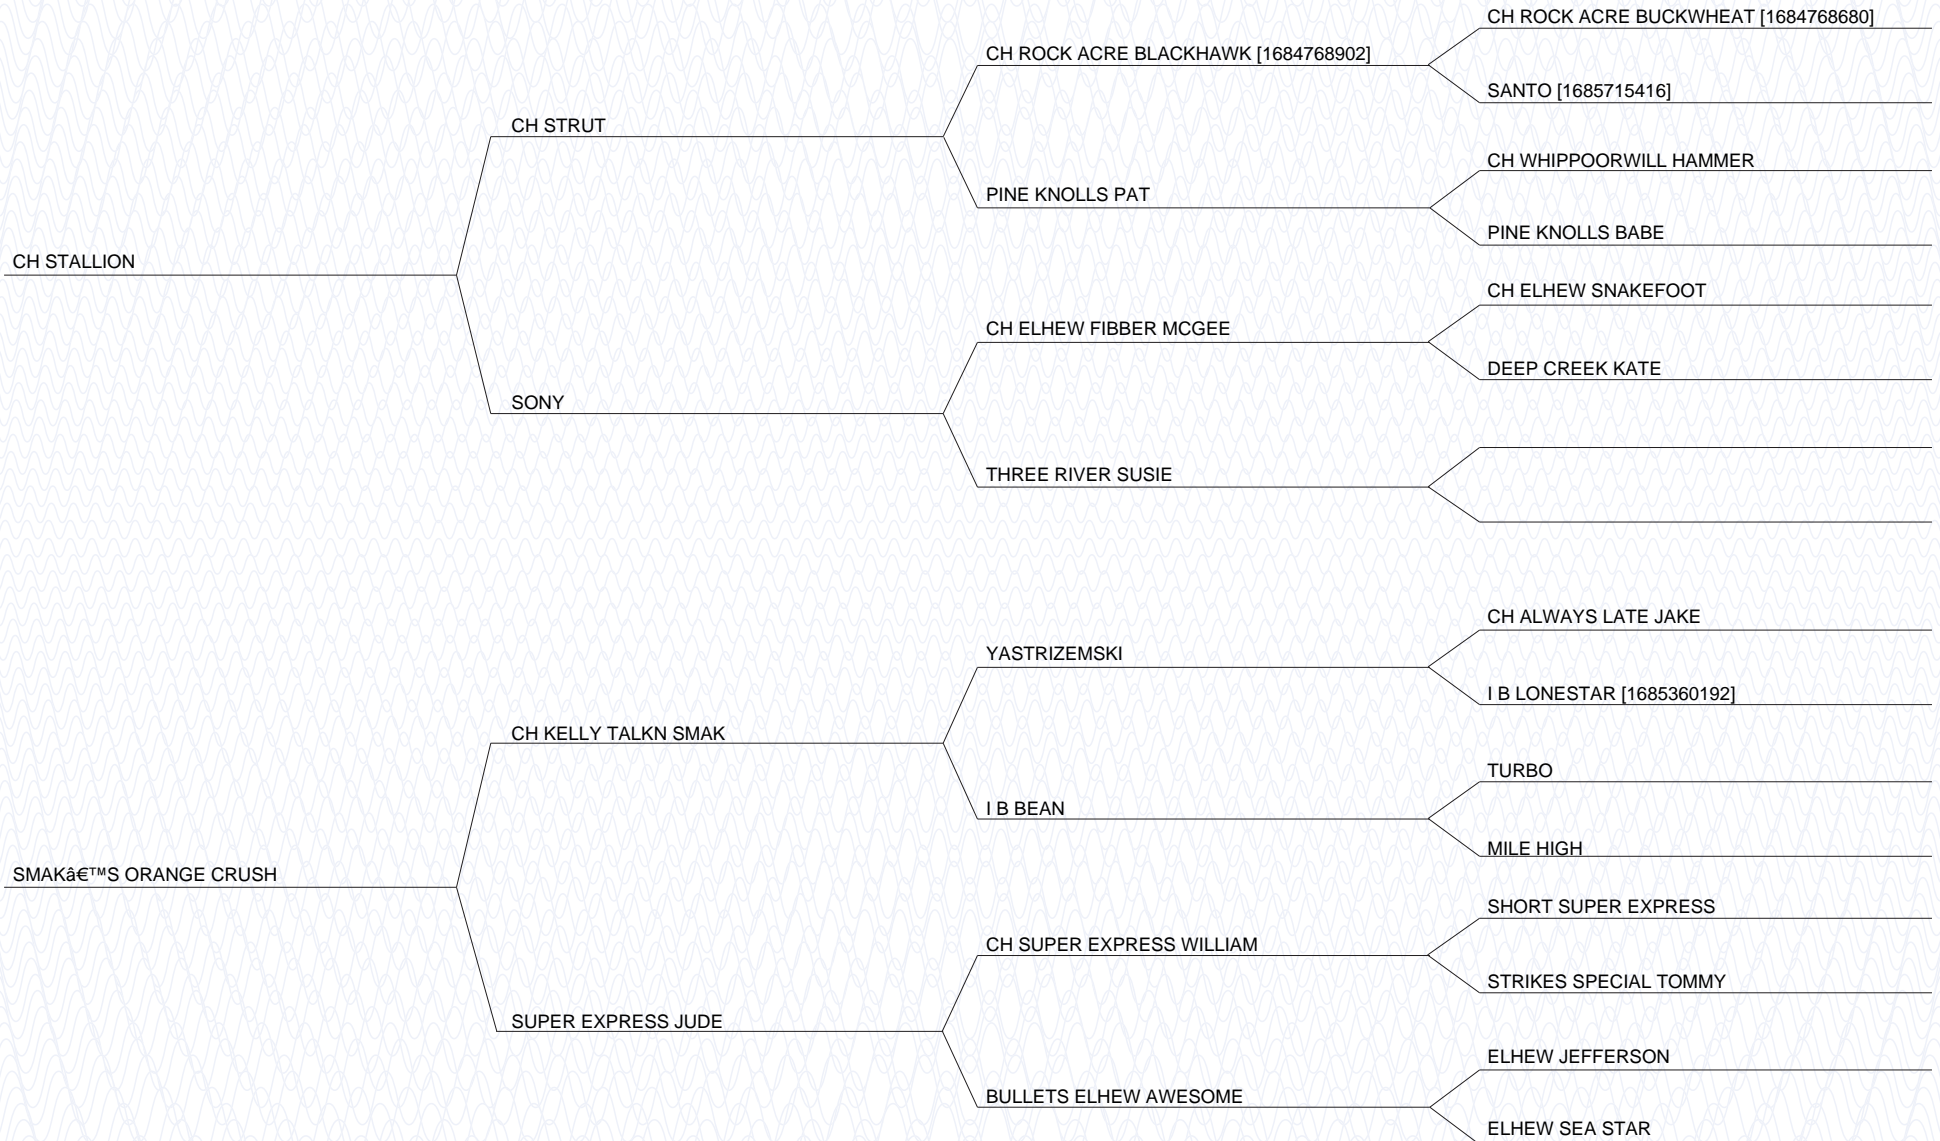 CH ROCK ACRE BUCKWHEAT [1684768680]
CH ROCK ACRE BLACKHAWK [1684768902]
SANTO [1685715416]
CH STRUT
CH WHIPPOORWILL HAMMER
PINE KNOLLS PAT
PINE KNOLLS BABE
CH STALLION
CH ELHEW SNAKEFOOT
CH ELHEW FIBBER MCGEE
DEEP CREEK KATE
SONY
THREE RIVER SUSIE
CH ALWAYS LATE JAKE
YASTRIZEMSKI
I B LONESTAR [1685360192]
CH KELLY TALKN SMAK
TURBO
I B BEAN
MILE HIGH
SMAKâ€™S ORANGE CRUSH
SHORT SUPER EXPRESS
CH SUPER EXPRESS WILLIAM
STRIKES SPECIAL TOMMY
SUPER EXPRESS JUDE
ELHEW JEFFERSON
BULLETS ELHEW AWESOME
ELHEW SEA STAR